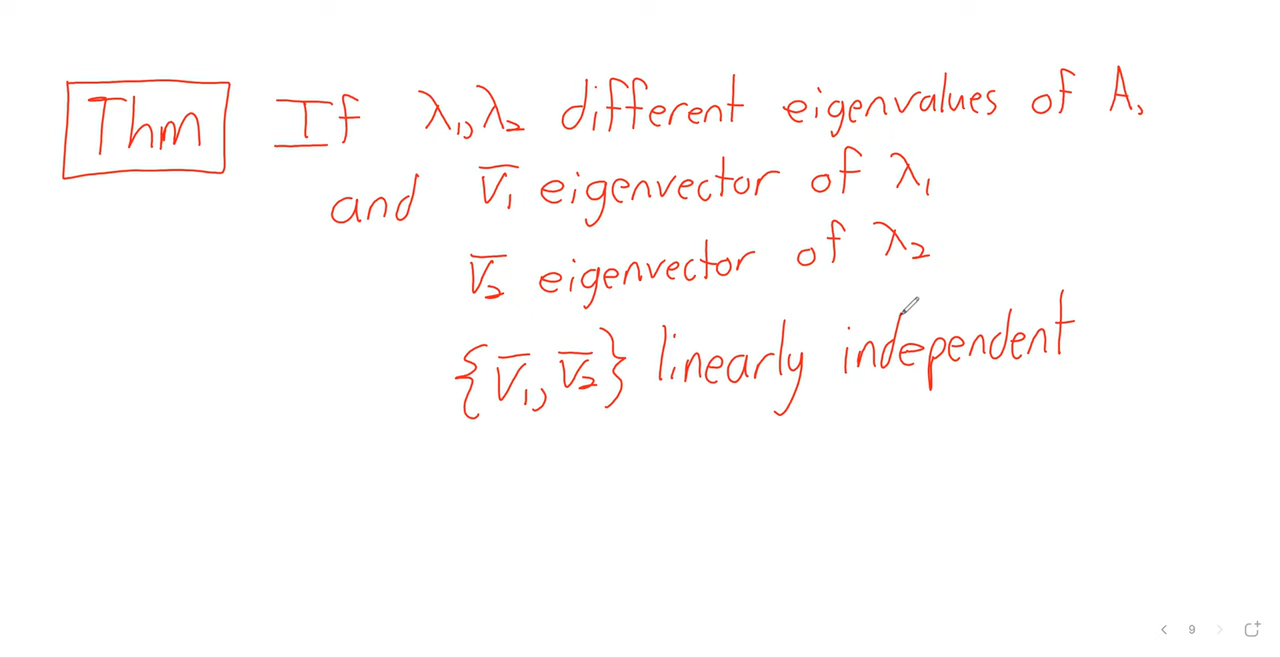 Thm If λ₁, λ₂ different eigenvalues of A,
and v̅₁ eigenvector of λ₁
v̅₂ eigenvector of λ₂
{v̅₁, v̅₂} linearly independent
9